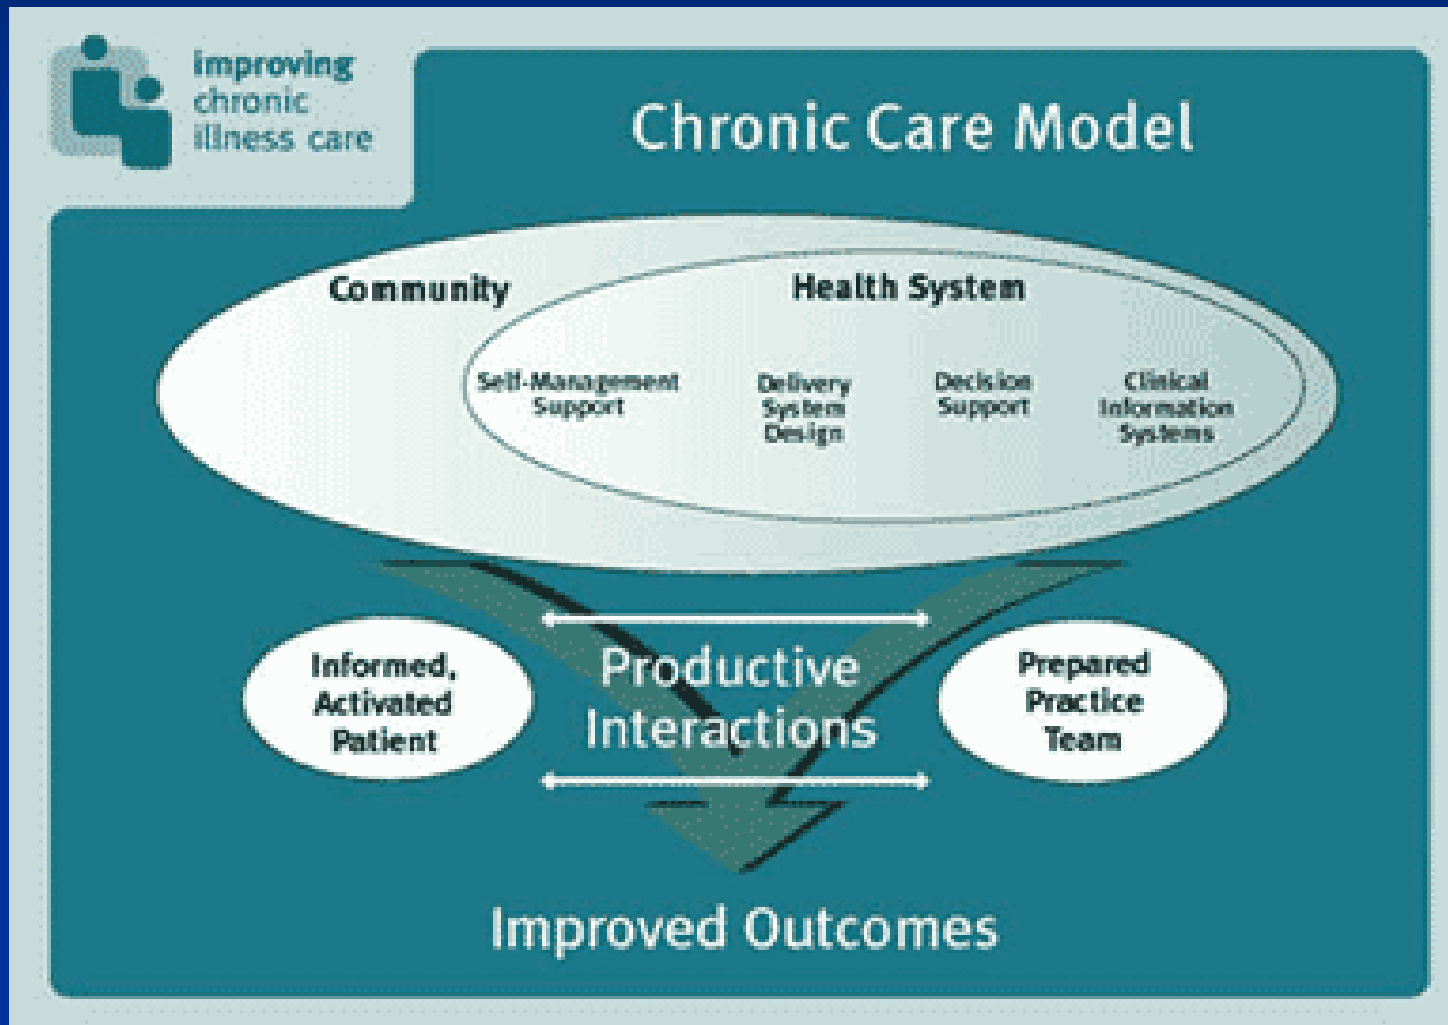 improving
chronic
illness care
Chronic Care Model
Community
Health System
Self-Management
Support
Delivery
System
Design
Decision
Support
Clinical
Information
Systems
Informed,
Activated
Patient
Productive
Interactions
Prepared
Practice
Team
Improved Outcomes